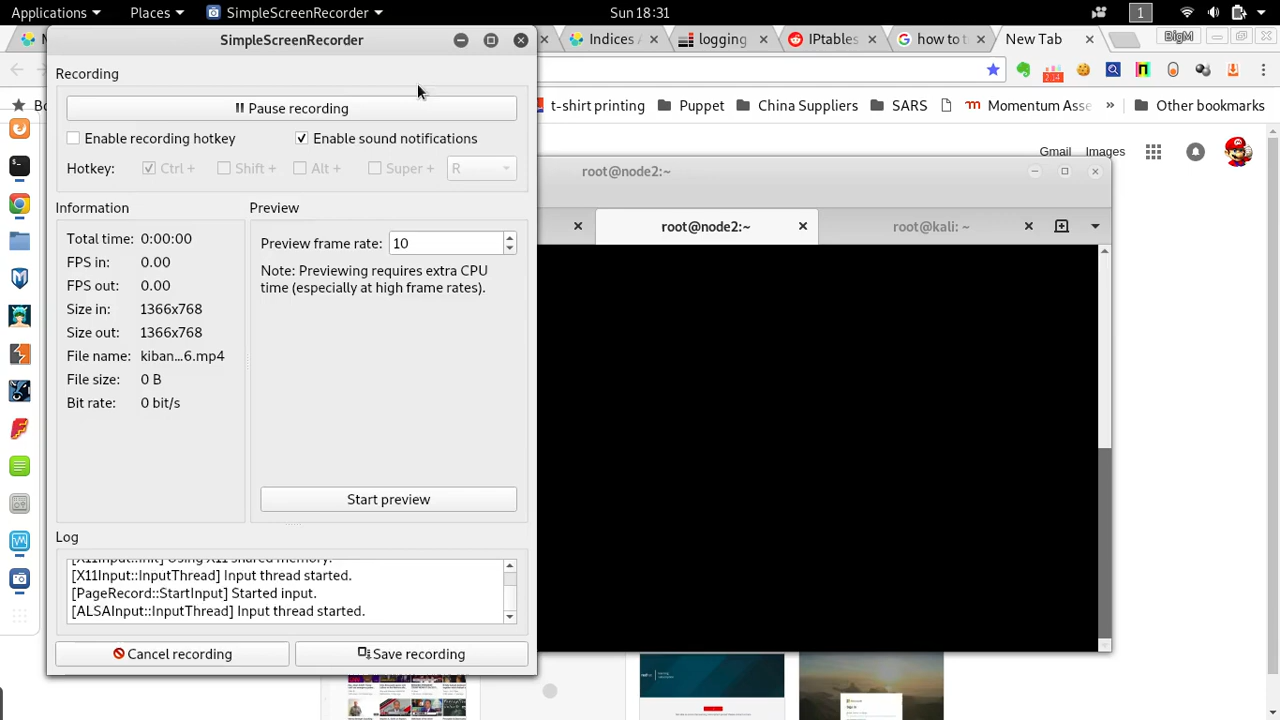 Applications Places SimpleScreenRecorder Sun 18:31 1
SimpleScreenRecorder
Indices logging IPtables how to t New Tab BigM
Recording
Pause recording
t-shirt printing Puppet China Suppliers SARS Momentum Asse Other bookmarks
Enable recording hotkey Enable sound notifications
Gmail Images
Hotkey: Ctrl + Shift + Alt + Super + R
root@node2:~
Information Preview
root@node2:~ root@kali: ~
Total time: 0:00:00
Preview frame rate: 10
FPS in: 0.00
Note: Previewing requires extra CPU
time (especially at high frame rates).
FPS out: 0.00
Size in: 1366x768
Size out: 1366x768
File name: kiban...6.mp4
File size: 0 B
Bit rate: 0 bit/s
Start preview
Log
[X11Input::Init] Using X11 shared memory.
[X11Input::InputThread] Input thread started.
[PageRecord::StartInput] Started input.
[ALSAInput::InputThread] Input thread started.
Cancel recording Save recording